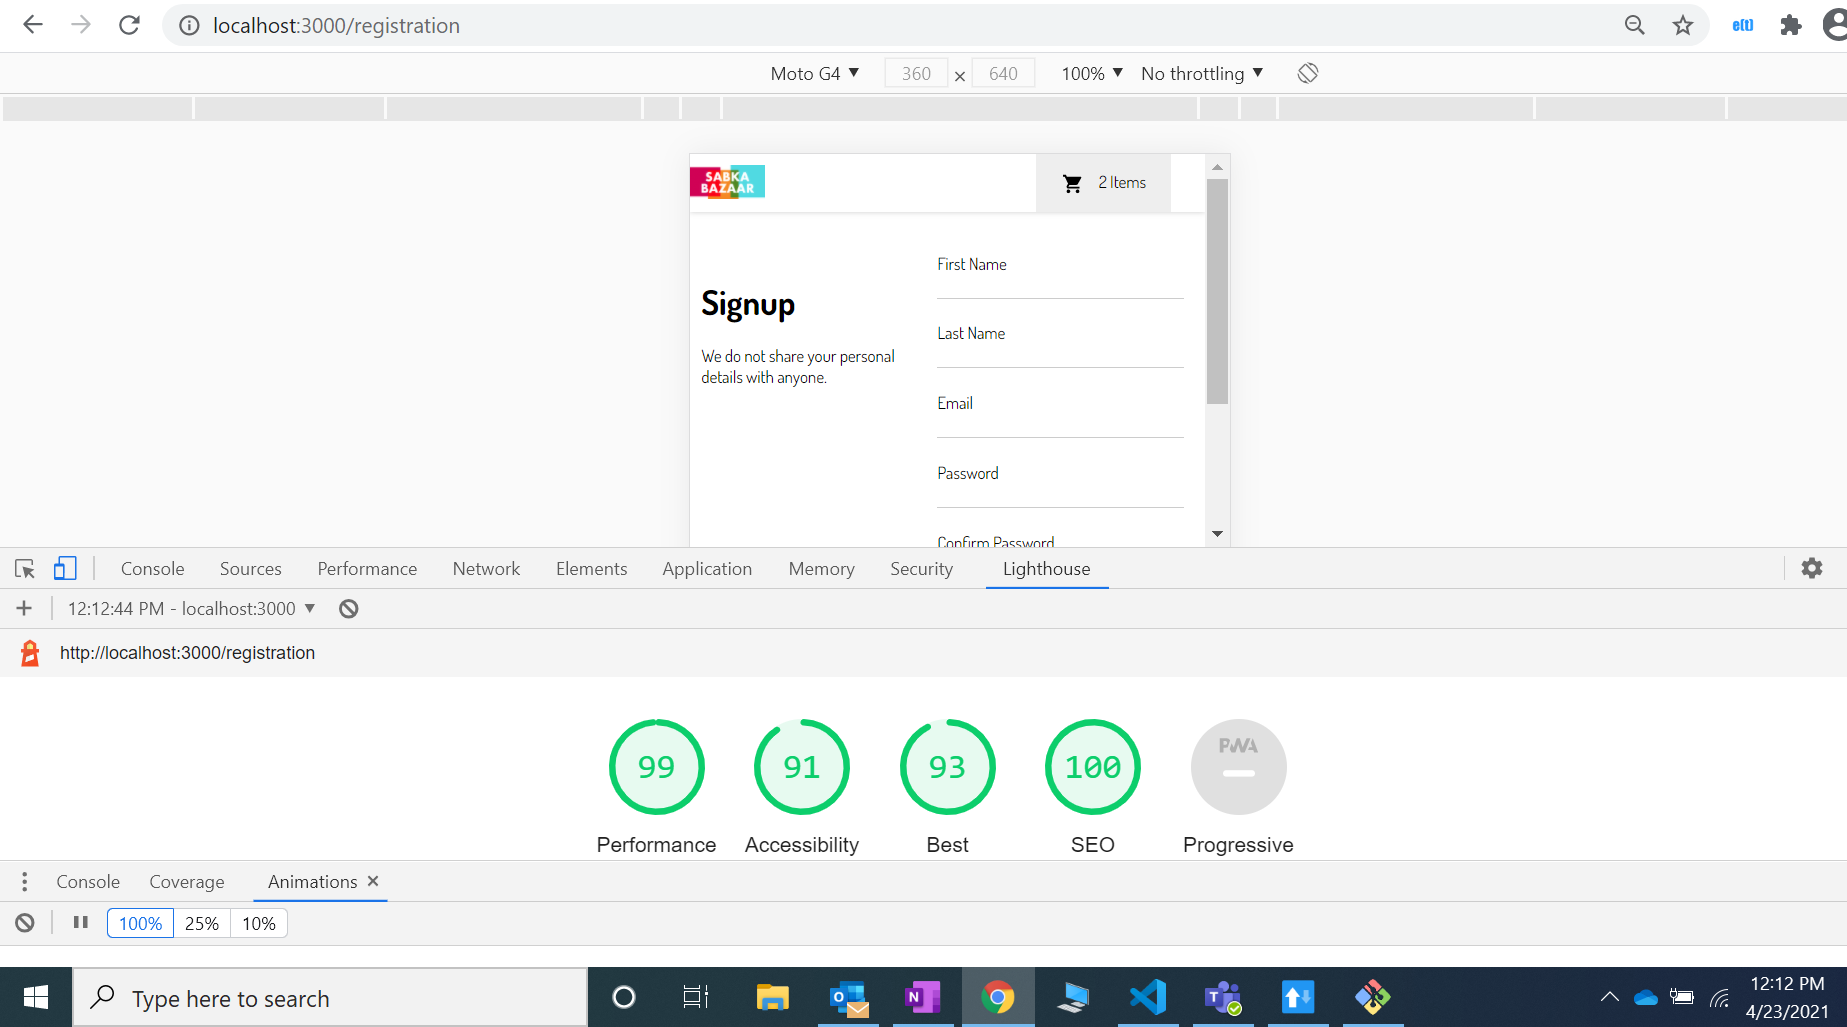 localhost:3000/registration
e(t)
Moto G4 360 × 640 100% No throttling
SABKA
BAZAAR
2 Items
First Name
Signup
Last Name
We do not share your personal
details with anyone.
Email
Password
Confirm Password
Console Sources Performance Network Elements Application Memory Security Lighthouse
12:12:44 PM - localhost:3000
http://localhost:3000/registration
99 91 93 100 PWA
Performance Accessibility Best SEO Progressive
Console Coverage Animations
100% 25% 10%
Type here to search
12:12 PM
4/23/2021